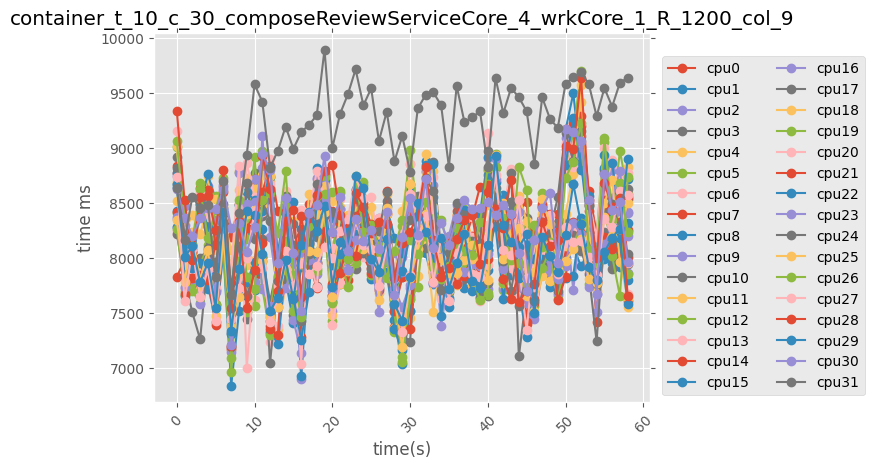 container_t_10_c_30_composeReviewServiceCore_4_wrkCore_1_R_1200_col_9
time ms
10000
9500
9000
8500
8000
7500
7000
0
10
20
30
40
50
60
time(s)
cpu0
cpu1
cpu2
cpu3
cpu4
cpu5
cpu6
cpu7
cpu8
cpu9
cpu10
cpu11
cpu12
cpu13
cpu14
cpu15
cpu16
cpu17
cpu18
cpu19
cpu20
cpu21
cpu22
cpu23
cpu24
cpu25
cpu26
cpu27
cpu28
cpu29
cpu30
cpu31